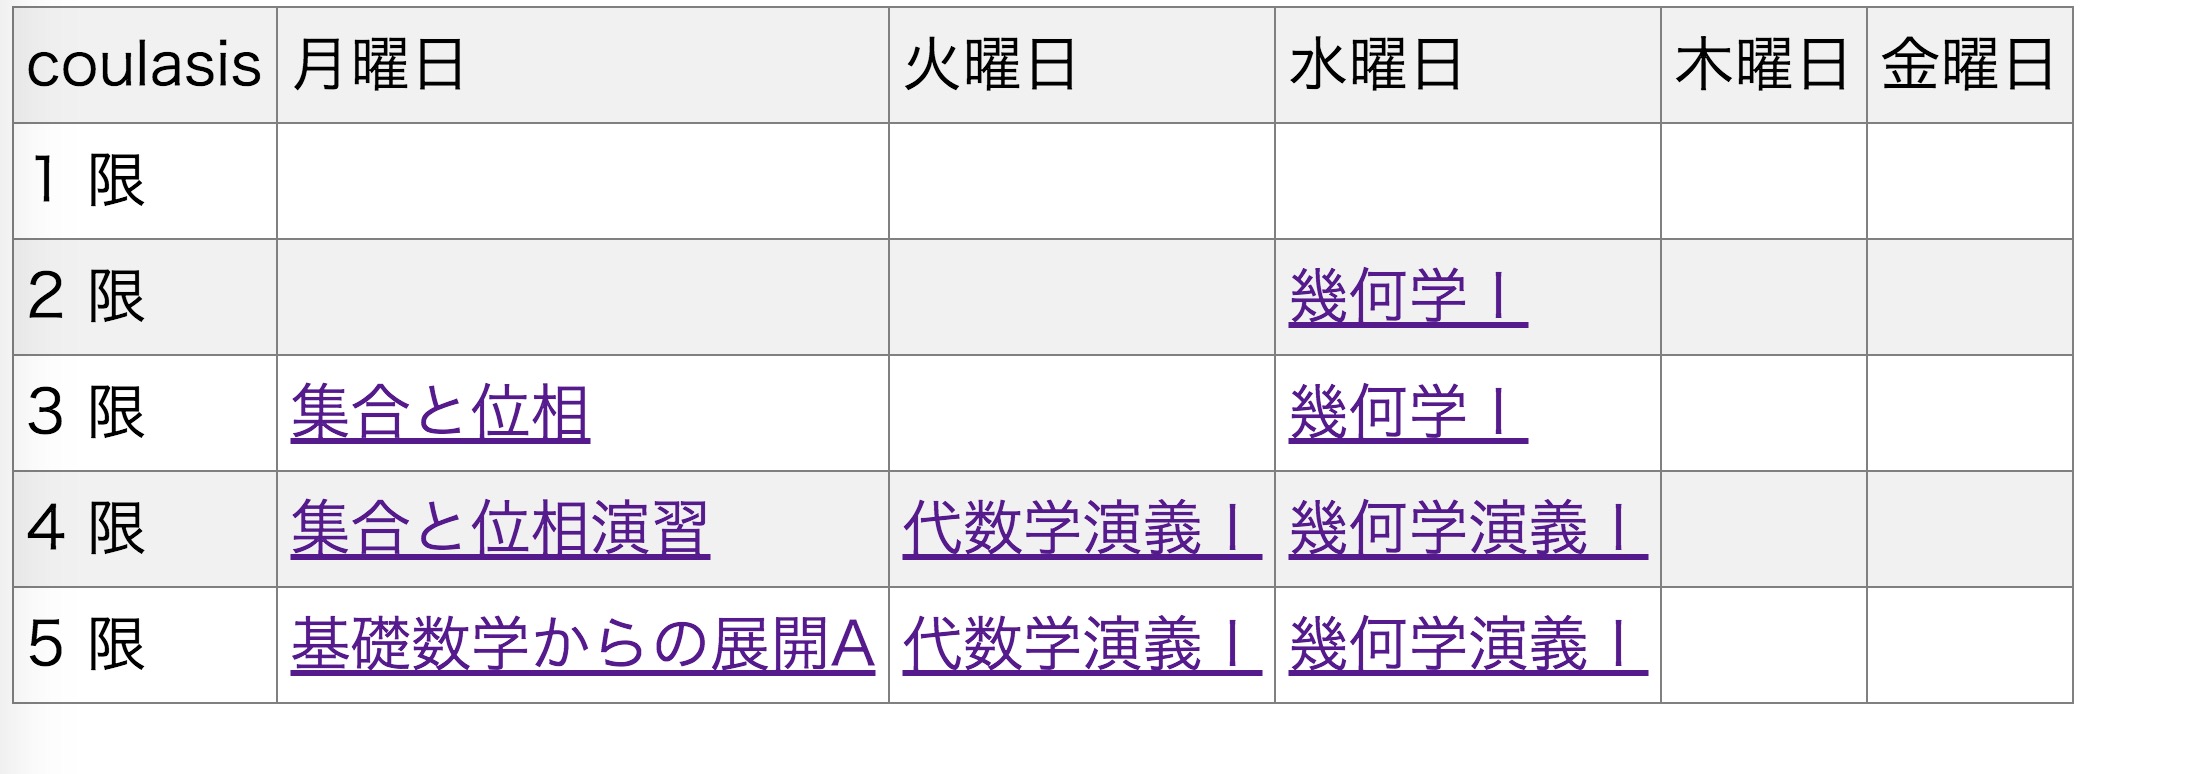 coulasis 月曜日 火曜日 水曜日 木曜日 金曜日
1 限
2 限 幾何学Ⅰ
3 限 集合と位相 幾何学Ⅰ
4 限 集合と位相演習 代数学演義Ⅰ 幾何学演義Ⅰ
5 限 基礎数学からの展開A 代数学演義Ⅰ 幾何学演義Ⅰ